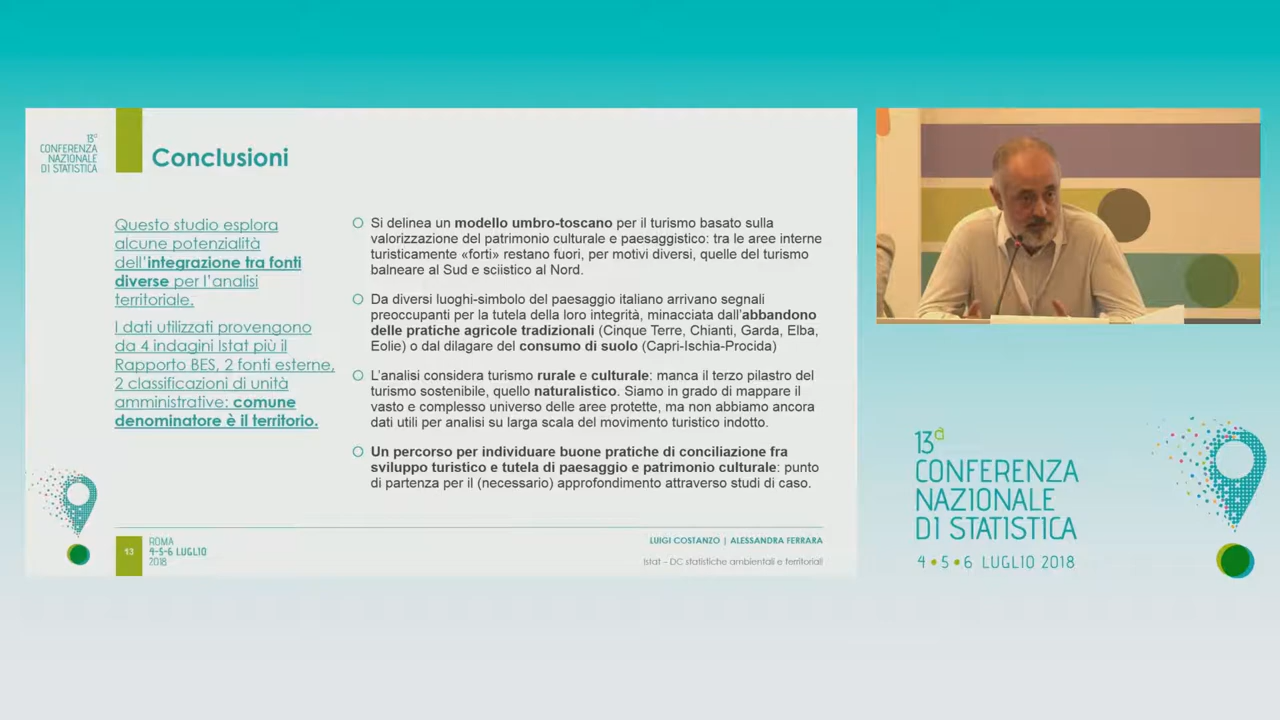 13ª
CONFERENZA
NAZIONALE
DI STATISTICA
Conclusioni
Questo studio esplora
alcune potenzialità
dell'integrazione tra fonti
diverse per l'analisi
territoriale.
I dati utilizzati provengono
da 4 indagini Istat più il
Rapporto BES, 2 fonti esterne,
2 classificazioni di unità
amministrative: comune
denominatore è il territorio.
Si delinea un modello umbro-toscano per il turismo basato sulla
valorizzazione del patrimonio culturale e paesaggistico: tra le aree interne
turisticamente «forti» restano fuori, per motivi diversi, quelle del turismo
balneare al Sud e sciistico al Nord.
Da diversi luoghi-simbolo del paesaggio italiano arrivano segnali
preoccupanti per la tutela della loro integrità, minacciata dall'abbandono
delle pratiche agricole tradizionali (Cinque Terre, Chianti, Garda, Elba,
Eolie) o dal dilagare del consumo di suolo (Capri-Ischia-Procida)
L'analisi considera turismo rurale e culturale: manca il terzo pilastro del
turismo sostenibile, quello naturalistico. Siamo in grado di mappare il
vasto e complesso universo delle aree protette, ma non abbiamo ancora
dati utili per analisi su larga scala del movimento turistico indotto.
Un percorso per individuare buone pratiche di conciliazione fra
sviluppo turistico e tutela di paesaggio e patrimonio culturale: punto
di partenza per il (necessario) approfondimento attraverso studi di caso.
13
ROMA
4-5-6 LUGLIO
2018
LUIGI COSTANZO | ALESSANDRA FERRARA
Istat – DC statistiche ambientali e territoriali
13ª
CONFERENZA
NAZIONALE
DI STATISTICA
4 • 5 • 6 LUGLIO 2018